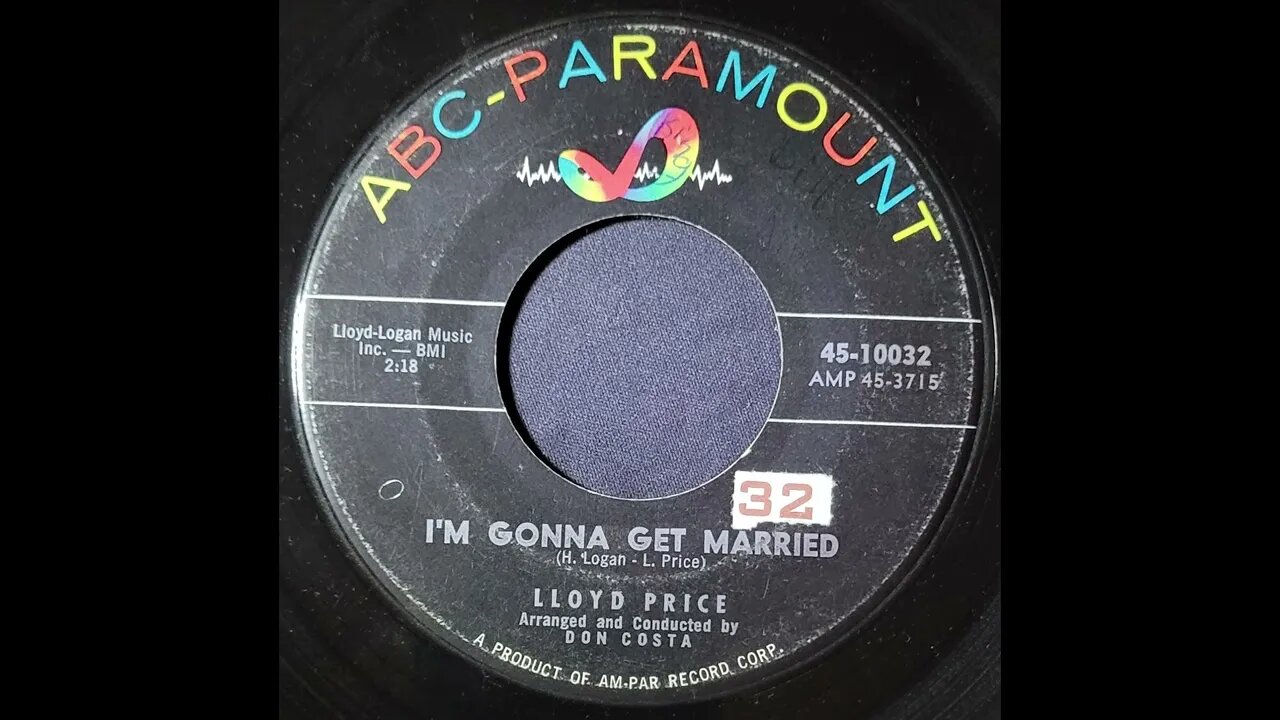 ABC-PARAMOUNT
Lloyd-Logan Music
Inc. — BMI
2:18
45-10032
AMP 45-3715
32
I'M GONNA GET MARRIED
(H. Logan - L. Price)
LLOYD PRICE
Arranged and Conducted by
DON COSTA
A PRODUCT OF AM-PAR RECORD CORP.